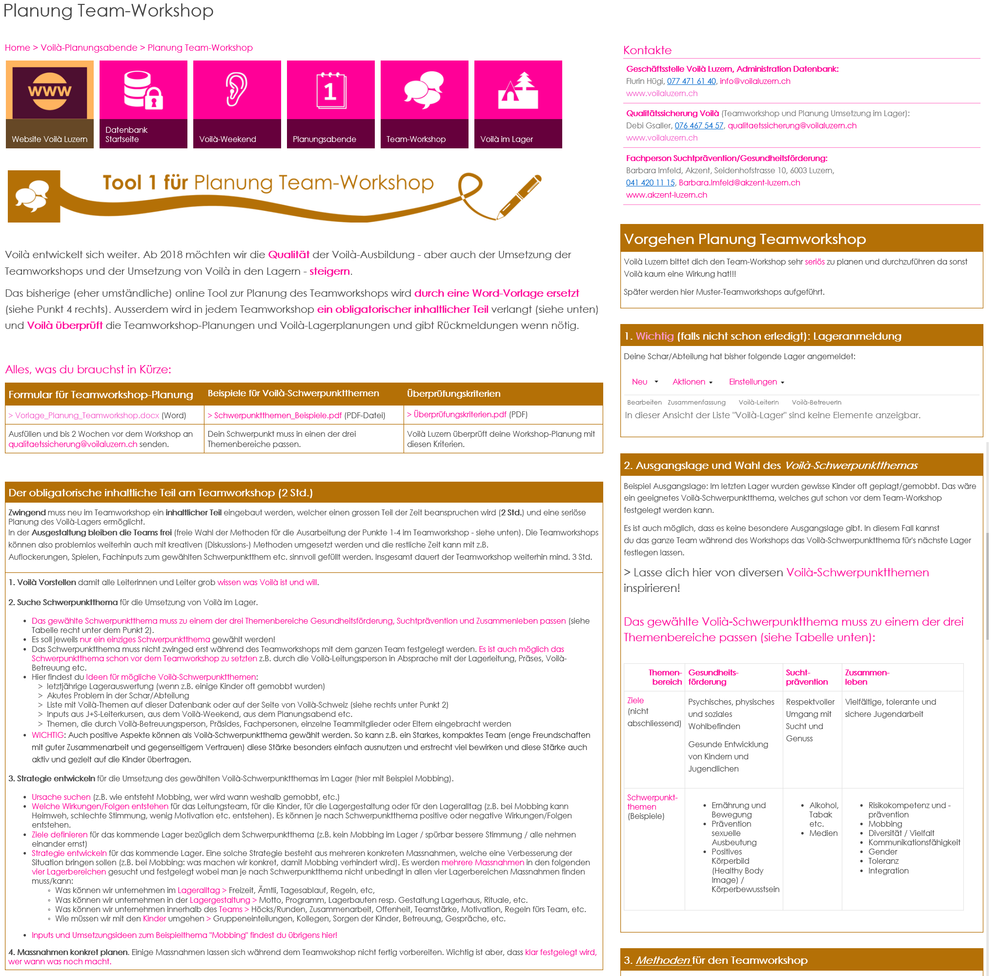 Planung Team-Workshop
Home > Voilà-Planungsabende > Planung Team-Workshop
www
1
Website Voilà Luzern
Datenbank
Startseite
Voilà-Weekend
Planungsabende
Team-Workshop
Voilà im Lager
Tool 1 für Planung Team-Workshop
Voilà entwickelt sich weiter. Ab 2018 möchten wir die Qualität der Voilà-Ausbildung - aber auch der Umsetzung der
Teamworkshops und der Umsetzung von Voilà in den Lagern - steigern.
Das bisherige (eher umständliche) online Tool zur Planung des Teamworkshops wird durch eine Word-Vorlage ersetzt
(siehe Punkt 4 rechts). Ausserdem wird in jedem Teamworkshop ein obligatorischer inhaltlicher Teil verlangt (siehe unten)
und Voilà überprüft die Teamworkshop-Planungen und Voilà-Lagerplanungen und gibt Rückmeldungen wenn nötig.
Alles, was du brauchst in Kürze:
Formular für Teamworkshop-Planung
Beispiele für Voilà-Schwerpunktthemen
Überprüfungskriterien
> Vorlage_Planung_Teamworkshop.docx (Word)
> Schwerpunktthemen_Beispiele.pdf (PDF-Datei)
> Überprüfungskriterien.pdf (PDF)
Ausfüllen und bis 2 Wochen vor dem Workshop an
qualitaetssicherung@voilaluzern.ch senden.
Dein Schwerpunkt muss in einen der drei
Themenbereiche passen.
Voilà Luzern überprüft deine Workshop-Planung mit
diesen Kriterien.
Der obligatorische inhaltliche Teil am Teamworkshop (2 Std.)
Zwingend muss neu im Teamworkshop ein inhaltlicher Teil eingebaut werden, welcher einen grossen Teil der Zeit beanspruchen wird (2 Std.) und eine seriöse
Planung des Voilà-Lagers ermöglicht.
In der Ausgestaltung bleiben die Teams frei (freie Wahl der Methoden für die Ausarbeitung der Punkte 1-4 im Teamworkshop - siehe unten). Die Teamworkshops
können also problemlos weiterhin auch mit kreativen (Diskussions-) Methoden umgesetzt werden und die restliche Zeit kann mit z.B.
Auflockerungen, Spielen, Fachinputs zum gewählten Schwerpunktthem etc. sinnvoll gefüllt werden. Insgesamt dauert der Teamworkshop weiterhin mind. 3 Std.
1. Voilà Vorstellen damit alle Leiterinnen und Leiter grob wissen was Voilà ist und will.
2. Suche Schwerpunktthema für die Umsetzung von Voilà im Lager.
• Das gewählte Schwerpunktthema muss zu einem der drei Themenbereiche Gesundheitsförderung, Suchtprävention und Zusammenleben passen (siehe
Tabelle recht unter dem Punkt 2).
• Es soll jeweils nur ein einziges Schwerpunktthema gewählt werden!
• Das Schwerpunktthema muss nicht zwinged erst während des Teamworkshops mit dem ganzen Team festgelegt werden. Es ist auch möglich das
Schwerpunktthema schon vor dem Teamworkshop zu setzten z.B. durch die Voilà-Leitungsperson in Absprache mit der Lagerleitung, Präses, Voilà-
Betreuung etc.
• Hier findest du Ideen für mögliche Voilà-Schwerpunktthemen:
> letztjährige Lagerauswertung (wenn z.B. einige Kinder oft gemobbt wurden)
> Akutes Problem in der Schar/Abteilung
> Liste mit Voilà-Themen auf dieser Datenbank oder auf der Seite von Voilà-Schweiz (siehe rechts unter Punkt 2)
> Inputs aus J+S-Leiterkursen, aus dem Voilà-Weekend, aus dem Planungsabend etc.
> Themen, die durch Voilà-Betreuungsperson, Präsides, Fachpersonen, einzelne Teammitglieder oder Eltern eingebracht werden
• WICHTIG: Auch positive Aspekte können als Voilà-Schwerpunktthema gewählt werden. So kann z.B. ein Starkes, kompaktes Team (enge Freundschaften
mit guter Zusammenarbeit und gegenseitigem Vertrauen) diese Stärke besonders einfach ausnutzen und erstrecht viel bewirken und diese Stärke auch
aktiv und gezielt auf die Kinder übertragen.
3. Strategie entwickeln für die Umsetzung des gewählten Voilà-Schwerpunktthemas im Lager (hier mit Beispiel Mobbing).
• Ursache suchen (z.B. wie entsteht Mobbing, wer wird wann weshalb gemobbt, etc.)
• Welche Wirkungen/Folgen entstehen für das Leitungsteam, für die Kinder, für die Lagergestaltung oder für den Lageralltag (z.B. bei Mobbing kann
Heimweh, schlechte Stimmung, wenig Motivation etc. entstehen). Es können je nach Schwerpunktthema positive oder negative Wirkungen/Folgen
entstehen.
• Ziele definieren für das kommende Lager bezüglich dem Schwerpunktthema (z.B. kein Mobbing im Lager / spürbar bessere Stimmung / alle nehmen
einander ernst)
• Strategie entwickeln für das kommende Lager. Eine solche Strategie besteht aus mehreren konkreten Massnahmen, welche eine Verbesserung der
Situation bringen sollen (z.B. bei Mobbing: was machen wir konkret, damit Mobbing verhindert wird). Es werden mehrere Massnahmen in den folgenden
vier Lagerbereichen gesucht und festgelegt wobei man je nach Schwerpunktthema nicht unbedingt in allen vier Lagerbereichen Massnahmen finden
muss/kann:
◦ Was können wir unternehmen im Lageralltag > Freizeit, Ämtli, Tagesablauf, Regeln, etc,
◦ Was können wir unternehmen in der Lagergestaltung > Motto, Programm, Lagerbauten resp. Gestaltung Lagerhaus, Rituale, etc.
◦ Was können wir unternehmen innerhalb des Teams > Höcks/Runden, Zusammenarbeit, Offenheit, Teamstärke, Motivation, Regeln fürs Team, etc.
◦ Wie müssen wir mit den Kinder umgehen > Gruppeneinteilungen, Kollegen, Sorgen der Kinder, Betreuung, Gespräche, etc.
• Inputs und Umsetzungsideen zum Beispielthema "Mobbing" findest du übrigens hier!
4. Massnahmen konkret planen. Einige Massnahmen lassen sich während dem Teamwokshop nicht fertig vorbereiten. Wichtig ist aber, dass klar festgelegt wird,
wer wann was noch macht.
Kontakte
Geschäftsstelle Voilà Luzern, Administration Datenbank:
Flurin Hügi, 077 471 61 40, info@voilaluzern.ch
www.voilaluzern.ch
Qualitätssicherung Voilà (Teamworkshop und Planung Umsetzung im Lager):
Debi Gsaller, 076 467 54 57, qualitaetssicherung@voilaluzern.ch
www.voilaluzern.ch
Fachperson Suchtprävention/Gesundheitsförderung:
Barbara Imfeld, Akzent, Seidenhofstrasse 10, 6003 Luzern,
041 420 11 15, Barbara.Imfeld@akzent-luzern.ch
www.akzent-luzern.ch
Vorgehen Planung Teamworkshop
Voilà Luzern bittet dich den Team-Workshop sehr seriös zu planen und durchzuführen da sonst
Voilà kaum eine Wirkung hat!!!
Später werden hier Muster-Teamworkshops aufgeführt.
1. Wichtig (falls nicht schon erledigt): Lageranmeldung
Deine Schar/Abteilung hat bisher folgende Lager angemeldet:
Neu Aktionen Einstellungen
Bearbeiten Zusammenfassung Voilà-LeiterIn Voilà-BetreuerIn
In dieser Ansicht der Liste "Voilà-Lager" sind keine Elemente anzeigbar.
2. Ausgangslage und Wahl des Voilà-Schwerpunktthemas
Beispiel Ausgangslage: Im letzten Lager wurden gewisse Kinder oft geplagt/gemobbt. Das wäre
ein geeignetes Voilà-Schwerpunktthema, welches gut schon vor dem Team-Workshop
festgelegt werden kann.
Es ist auch möglich, dass es keine besondere Ausgangslage gibt. In diesem Fall kannst
du das ganze Team während des Workshops das Voilà-Schwerpunktthema für's nächste Lager
festlegen lassen.
> Lasse dich hier von diversen Voilà-Schwerpunktthemen
inspirieren!
Das gewählte Volià-Schwerpunktthema muss zu einem der drei
Themenbereiche passen (siehe Tabelle unten):
Themen-
bereich
Gesundheits-
förderung
Sucht-
prävention
Zusammen-
leben
Ziele
(nicht
abschliessend)
Psychisches, physisches
und soziales
Wohlbefinden
Gesunde Entwicklung
von Kindern und
Jugendlichen
Respektvoller
Umgang mit
Sucht und
Genuss
Vielfältige, tolerante und
sichere Jugendarbeit
Schwerpunkt-
themen
(Beispiele)
• Ernährung und
Bewegung
• Prävention
sexuelle
Ausbeutung
• Positives
Körperbild
(Healthy Body
Image) /
Körperbewusstsein
• Alkohol,
Tabak
etc.
• Medien
• Risikokompetenz und -
prävention
• Mobbing
• Diversität / Vielfalt
• Kommunikationsfähigkeit
• Gender
• Toleranz
• Integration
3. Methoden für den Teamworkshop